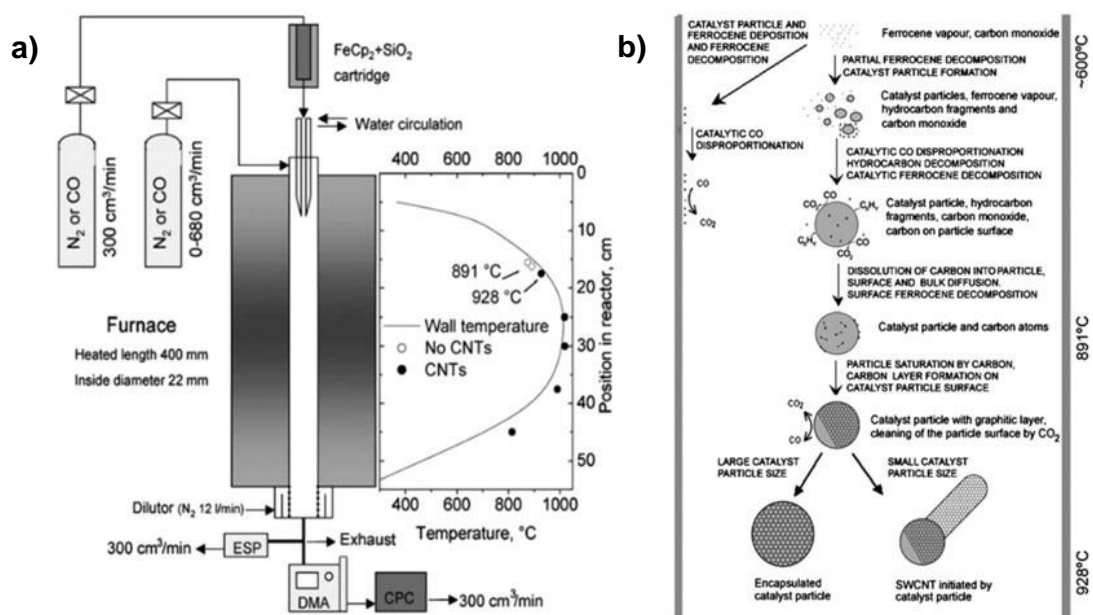 a)
FeCp₂+SiO₂
cartridge
Water circulation
N₂ or CO
300 cm³/min
N₂ or CO
0-680 cm³/min
400 600 800 1000
0
10
20
30
40
50
Position in reactor, cm
891 °C
928 °C
Wall temperature
No CNTs
CNTs
Furnace
Heated length 400 mm
Inside diameter 22 mm
Dilutor (N₂ 12 l/min)
400 600 800 1000
Temperature, °C
Exhaust
300 cm³/min
ESP
DMA
CPC
300 cm³/min
b)
CATALYST PARTICLE AND
FERROCENE DEPOSITION
AND FERROCENE
DECOMPOSITION
Ferrocene vapour, carbon monoxide
~600ºC
PARTIAL FERROCENE DECOMPOSITION
CATALYST PARTICLE FORMATION
Catalyst particles, ferrocene vapour,
hydrocarbon fragments and
carbon monoxide
CATALYTIC CO
DISPROPORTIONATION
CO
CO₂
CATALYTIC CO DISPROPORTIONATION
HYDROCARBON DECOMPOSITION
CATALYTIC FERROCENE DECOMPOSITION
CO
CO₂
CₓHᵧ
CₓHᵧ
CO
CO₂
Catalyst particle, hydrocarbon
fragments, carbon monoxide,
carbon on particle surface
DISSOLUTION OF CARBON INTO PARTICLE,
SURFACE AND BULK DIFFUSION.
SURFACE FERROCENE DECOMPOSITION
Catalyst particle and carbon atoms
891ºC
PARTICLE SATURATION BY CARBON,
CARBON LAYER FORMATION ON
CATALYST PARTICLE SURFACE
CO₂
CO
Catalyst particle with graphitic layer,
cleaning of the particle surface by CO₂
LARGE CATALYST
PARTICLE SIZE
SMALL CATALYST
PARTICLE SIZE
Encapsulated
catalyst particle
SWCNT initiated by
catalyst particle
928ºC